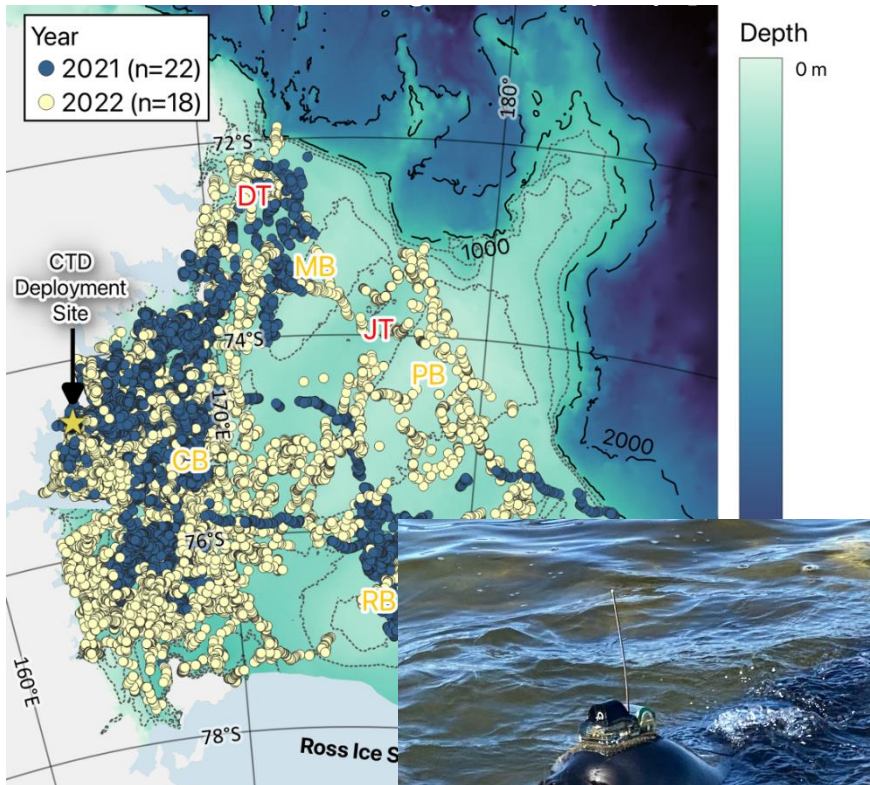 Year
2021 (n=22)
2022 (n=18)
Depth
0 m
180°
72°S
DT
1000
CTD
Deployment
Site
MB
74°S
JT
PB
170°E
2000
CB
76°S
RB
160°E
78°S
Ross Ice S